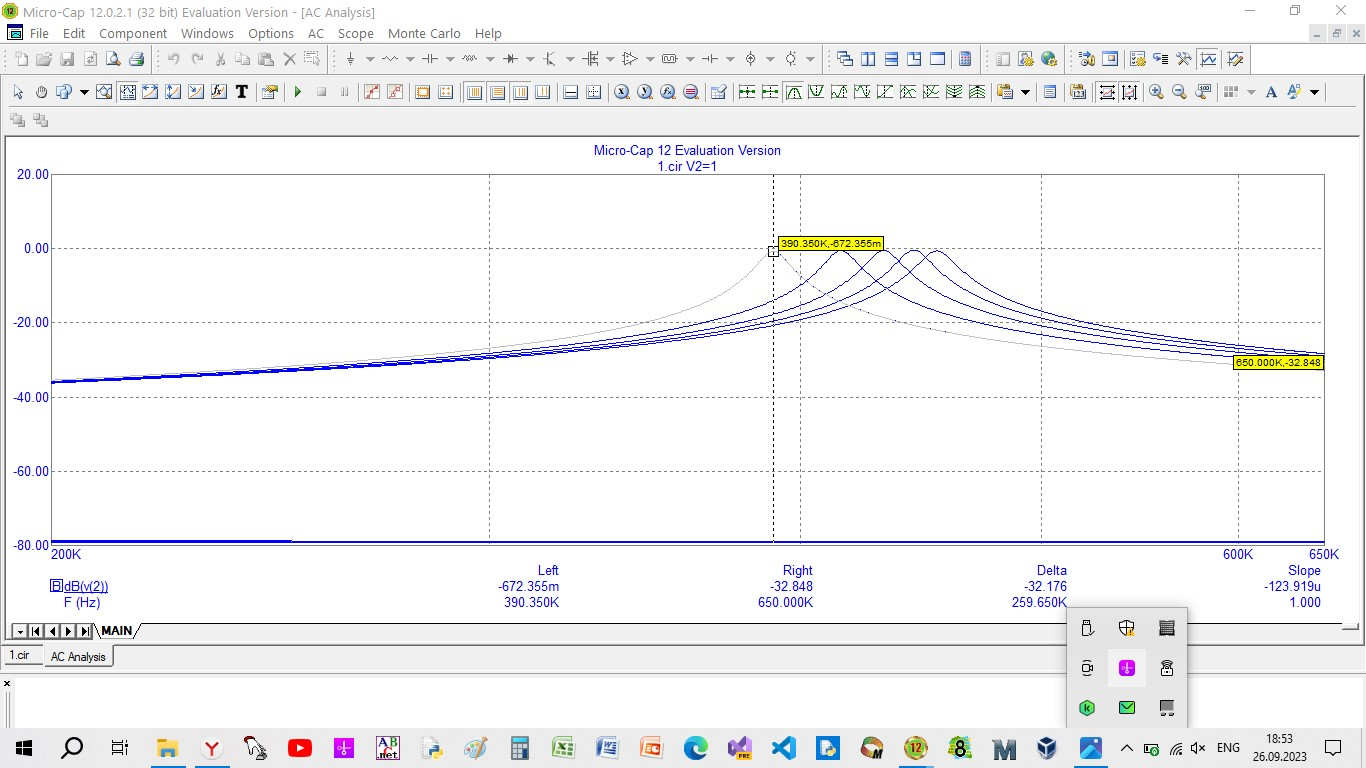 Micro-Cap 12.0.2.1 (32 bit) Evaluation Version - [AC Analysis]
File Edit Component Windows Options AC Scope Monte Carlo Help
Micro-Cap 12 Evaluation Version
1.cir V2=1
20.00
390.350K,-672.355m
0.00
-20.00
650.000K,-32.848
-40.00
-60.00
-80.00
200K 600K 650K
Left Right Delta Slope
dB(v(2)) -672.355m -32.848 -32.176 -123.919u
F (Hz) 390.350K 650.000K 259.650K 1.000
MAIN
1.cir AC Analysis
ENG 18:53
26.09.2023